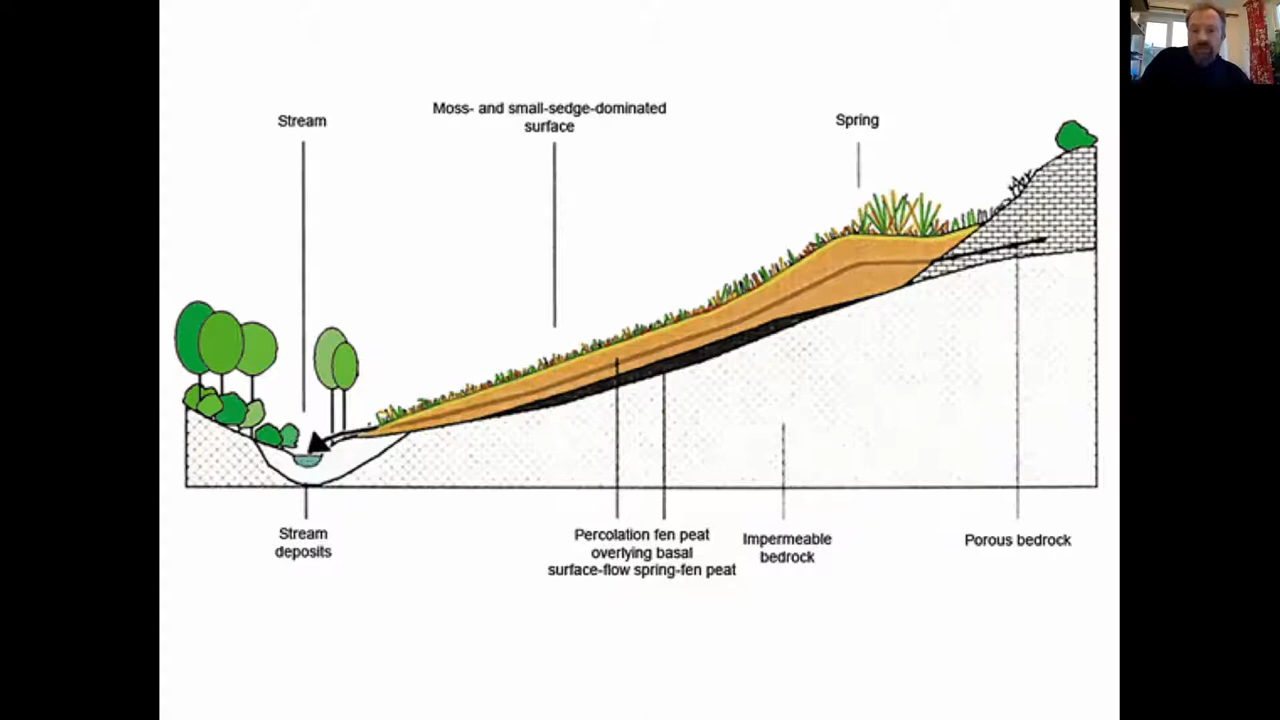 Stream
Moss- and small-sedge-dominated
surface
Spring
Stream
deposits
Percolation fen peat
overlying basal
surface-flow spring-fen peat
Impermeable
bedrock
Porous bedrock